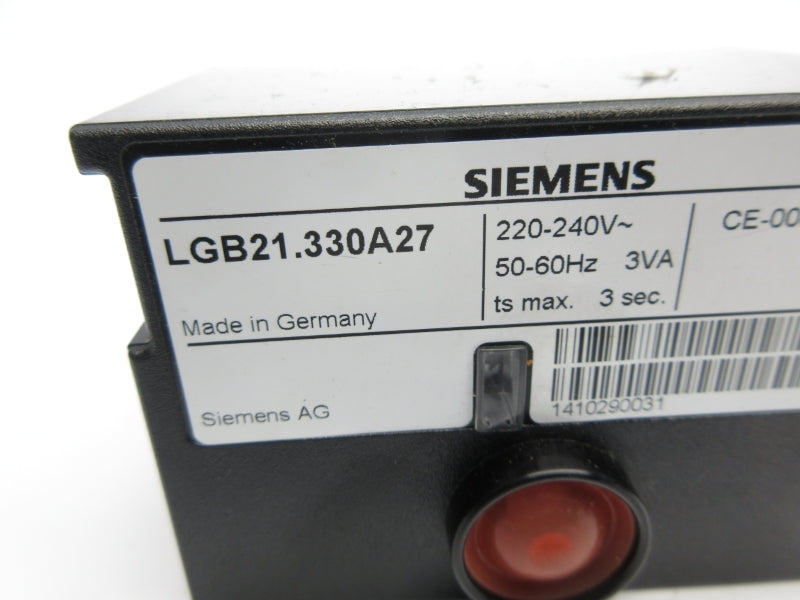 SIEMENS
LGB21.330A27
220-240V~
50-60Hz 3VA
ts max. 3 sec.
Made in Germany
Siemens AG
1410290031